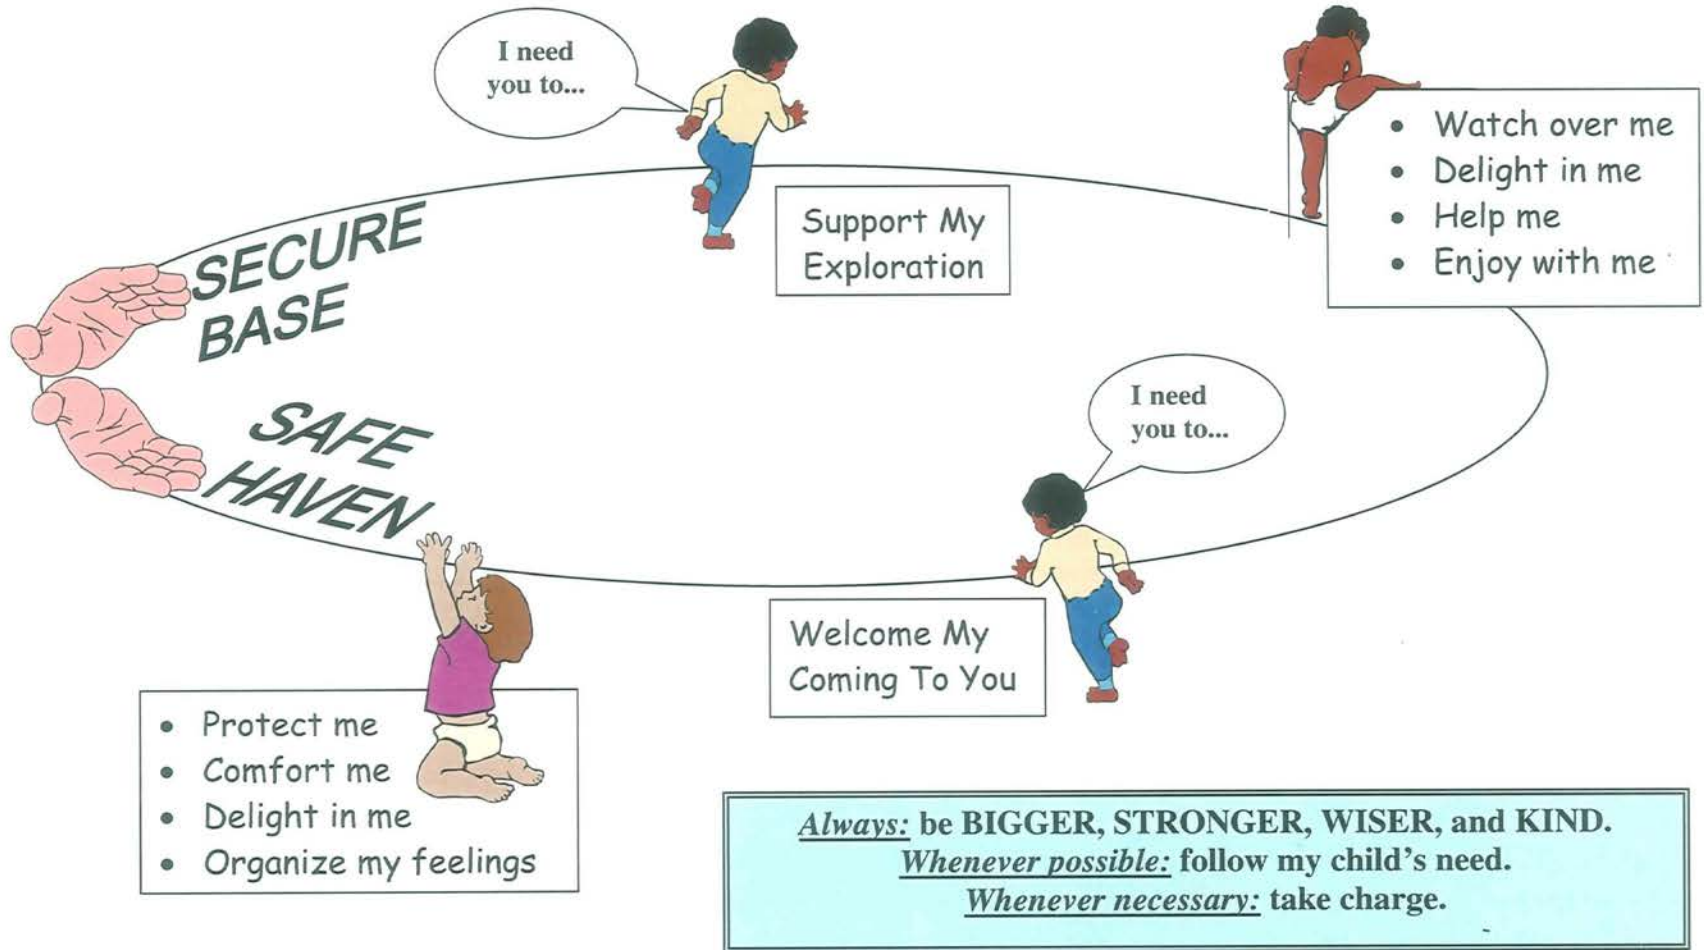 I need
you to...
• Watch over me
• Delight in me
• Help me
• Enjoy with me
Support My
Exploration
SECURE
BASE
SAFE
HAVEN
I need
you to...
Welcome My
Coming To You
• Protect me
• Comfort me
• Delight in me
• Organize my feelings
Always: be BIGGER, STRONGER, WISER, and KIND.
Whenever possible: follow my child's need.
Whenever necessary: take charge.